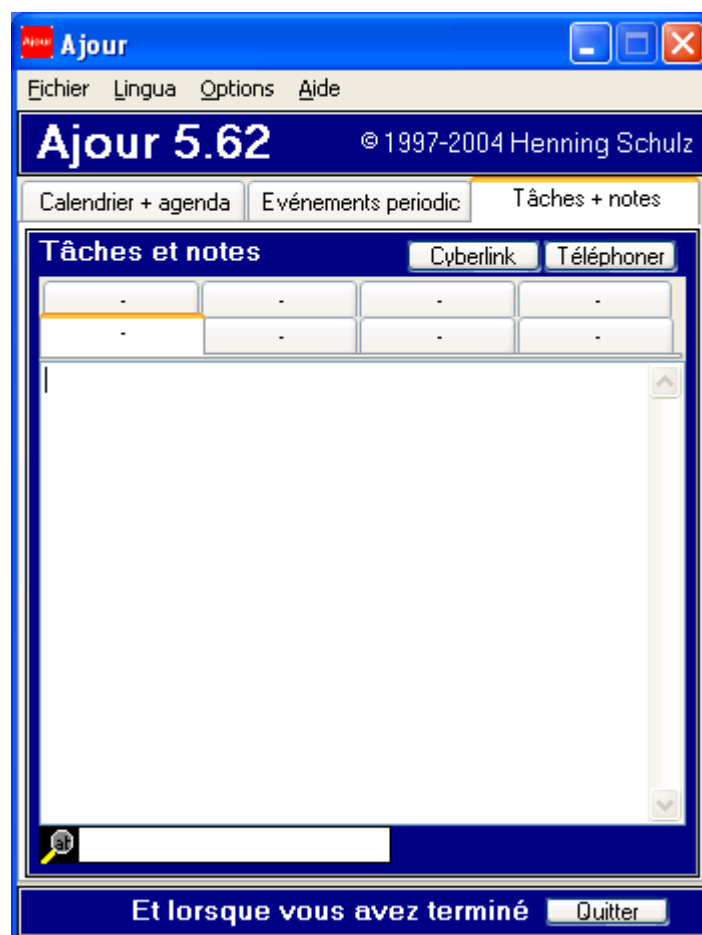 Ajour Ajour
Fichier Lingua Options Aide
Ajour 5.62 © 1997-2004 Henning Schulz
Calendrier + agenda Evénements periodic Tâches + notes
Tâches et notes Cyberlink Téléphoner
- - - -
- - - -
ab
Et lorsque vous avez terminé Quitter